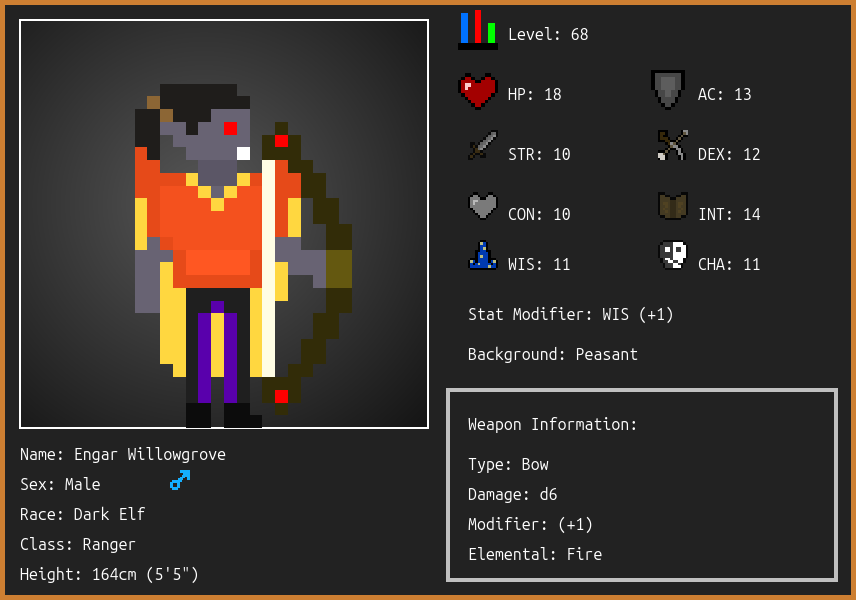 Level: 68
HP: 18
AC: 13
STR: 10
DEX: 12
CON: 10
INT: 14
WIS: 11
CHA: 11
Stat Modifier: WIS (+1)
Background: Peasant
Weapon Information:
Type: Bow
Damage: d6
Modifier: (+1)
Elemental: Fire
Name: Engar Willowgrove
Sex: Male
Race: Dark Elf
Class: Ranger
Height: 164cm (5'5")